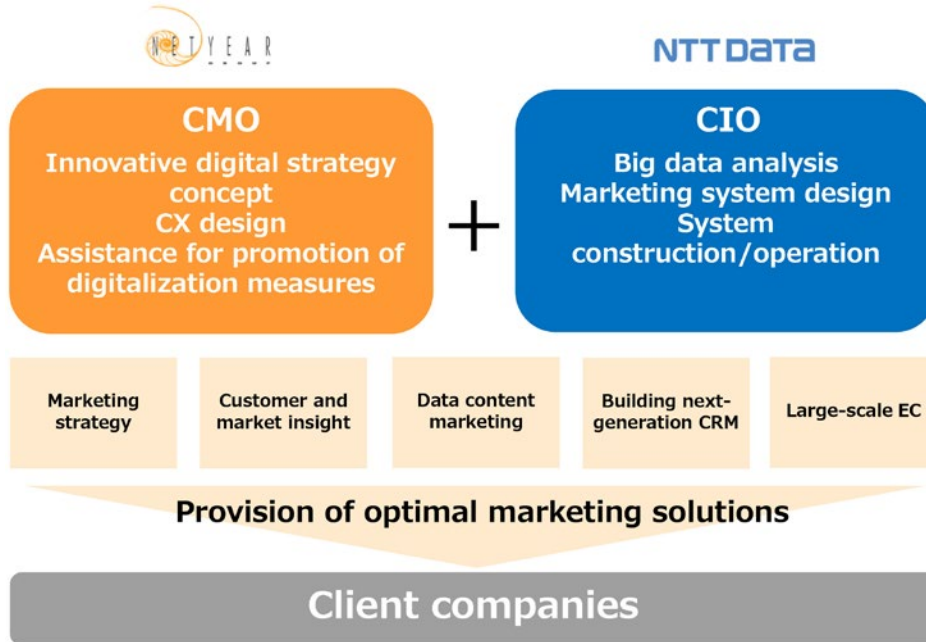 NETYEAR
NTT DATA
CMO
Innovative digital strategy
concept
CX design
Assistance for promotion of
digitalization measures
+
CIO
Big data analysis
Marketing system design
System
construction/operation
Marketing
strategy
Customer and
market insight
Data content
marketing
Building next-
generation CRM
Large-scale EC
Provision of optimal marketing solutions
Client companies